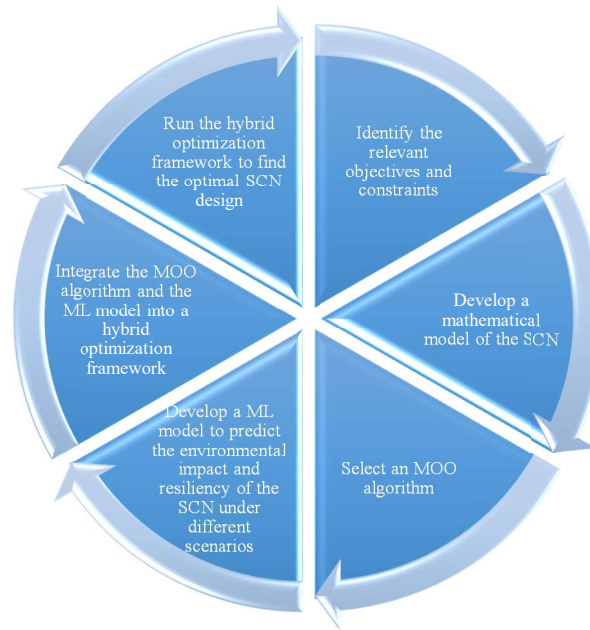 Identify the
relevant
objectives and
constraints
Develop a
mathematical
model of the SCN
Select an MOO
algorithm
Develop a ML
model to predict
the environmental
impact and
resiliency of the
SCN under
different
scenarios
Integrate the MOO
algorithm and the
ML model into a
hybrid
optimization
framework
Run the hybrid
optimization
framework to find
the optimal SCN
design